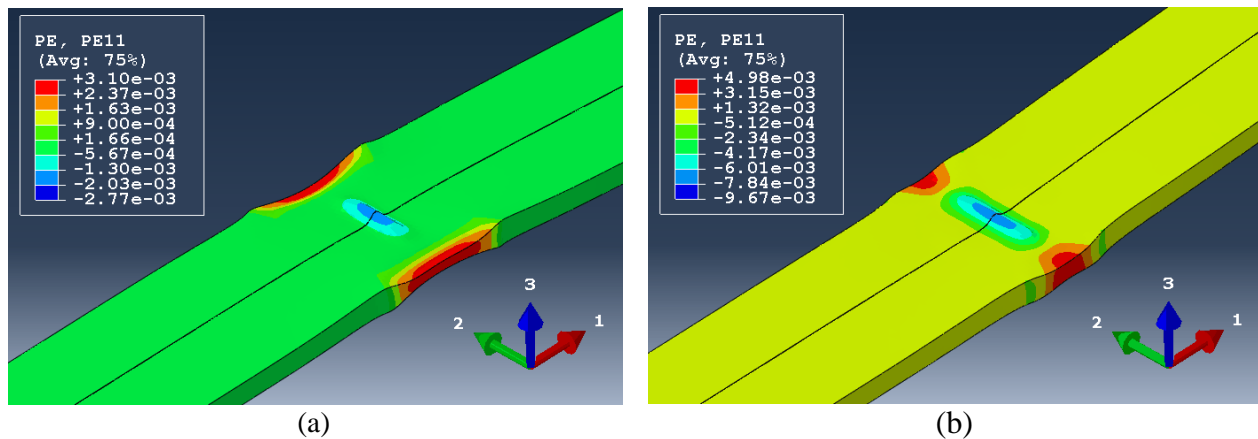 PE, PE11
(Avg: 75%)
+3.10e-03
+2.37e-03
+1.63e-03
+9.00e-04
+1.66e-04
-5.67e-04
-1.30e-03
-2.03e-03
-2.77e-03
3
2
1
(a)
PE, PE11
(Avg: 75%)
+4.98e-03
+3.15e-03
+1.32e-03
-5.12e-04
-2.34e-03
-4.17e-03
-6.01e-03
-7.84e-03
-9.67e-03
3
2
1
(b)